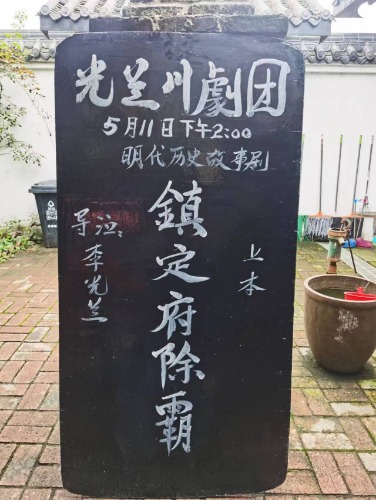 光兰川劇团
5月11日下午2:00
明代历史故事剧
鎮定府除霸
上本
导演:李光兰